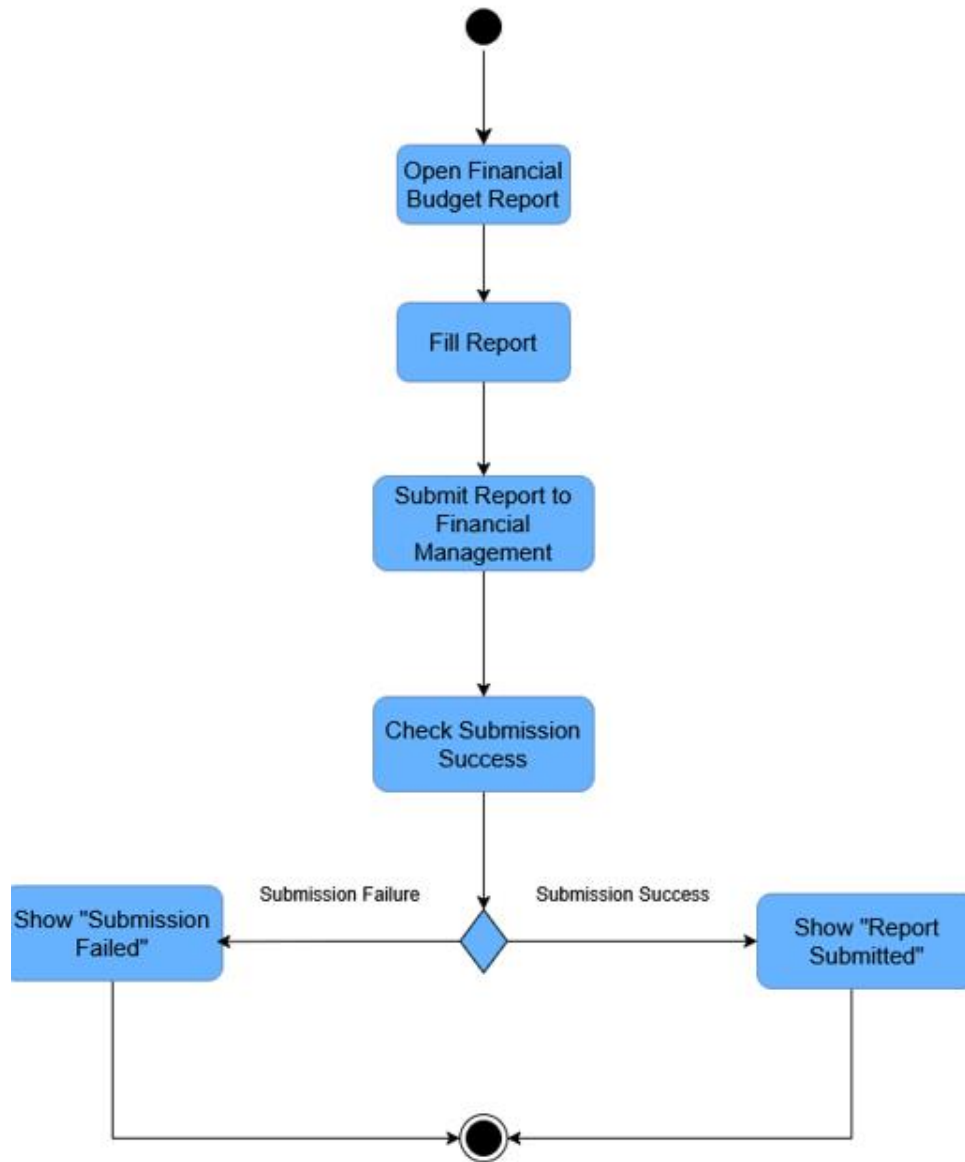 Open Financial
Budget Report
Fill Report
Submit Report to
Financial
Management
Check Submission
Success
Submission Failure
Submission Success
Show "Submission
Failed"
Show "Report
Submitted"